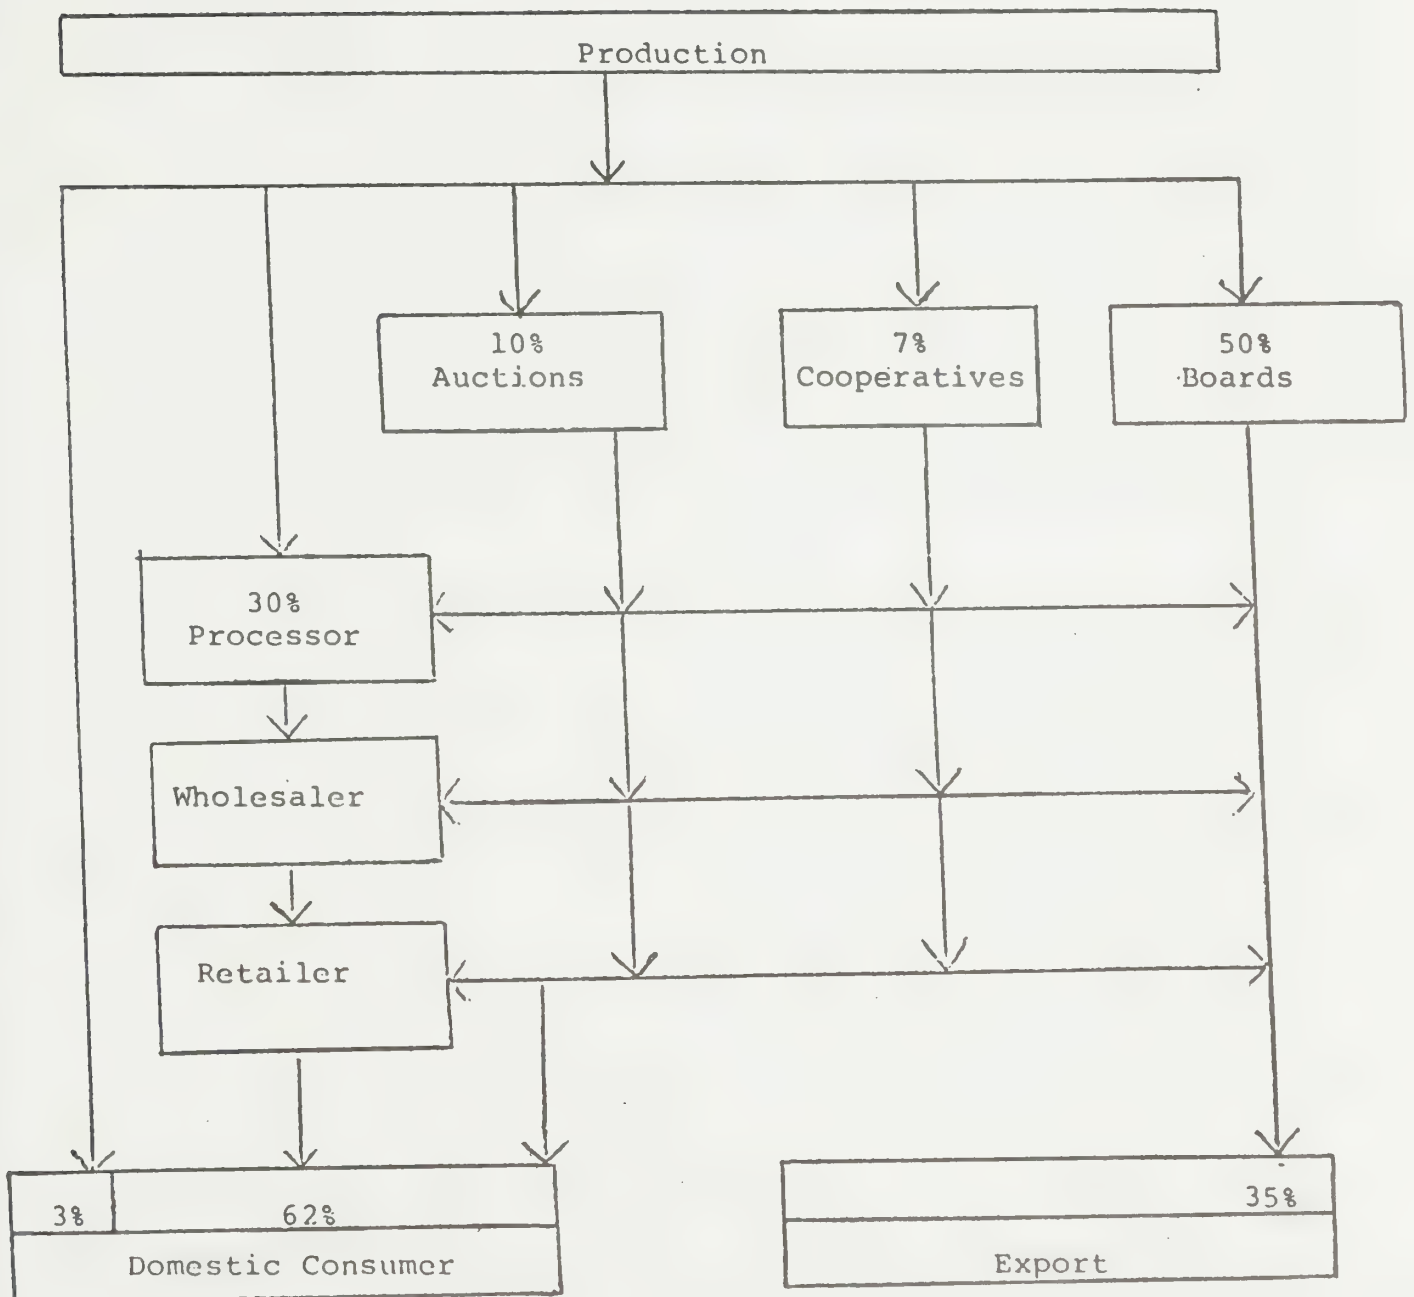 Production
10%
Auctions
7%
Cooperatives
50%
Boards
30%
Processor
Wholesaler
Retailer
3%
62%
Domestic Consumer
35%
Export